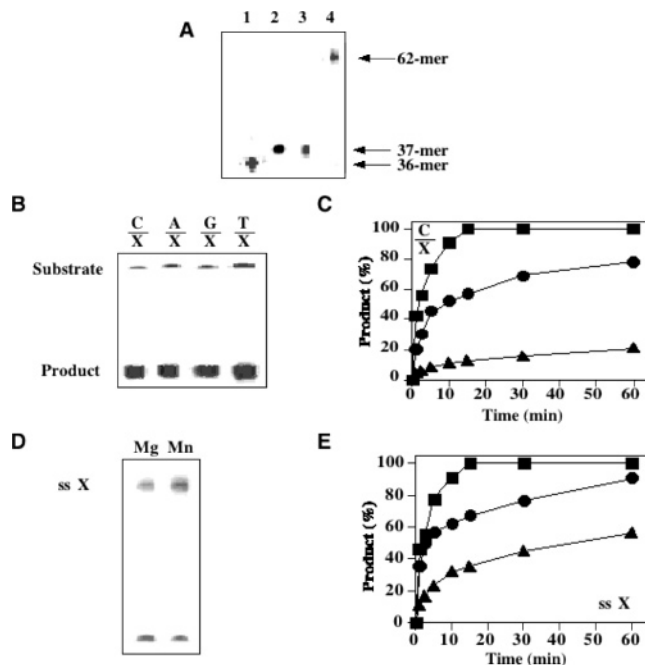 A
1 2 3 4
62-mer
37-mer
36-mer
B
C A G T
X X X X
Substrate
Product
C
C
X
Product (%)
100
80
60
40
20
0
0 10 20 30 40 50 60
Time (min)
D
Mg Mn
ss X
E
Product (%)
100
80
60
40
20
0
0 10 20 30 40 50 60
Time (min)
ss X